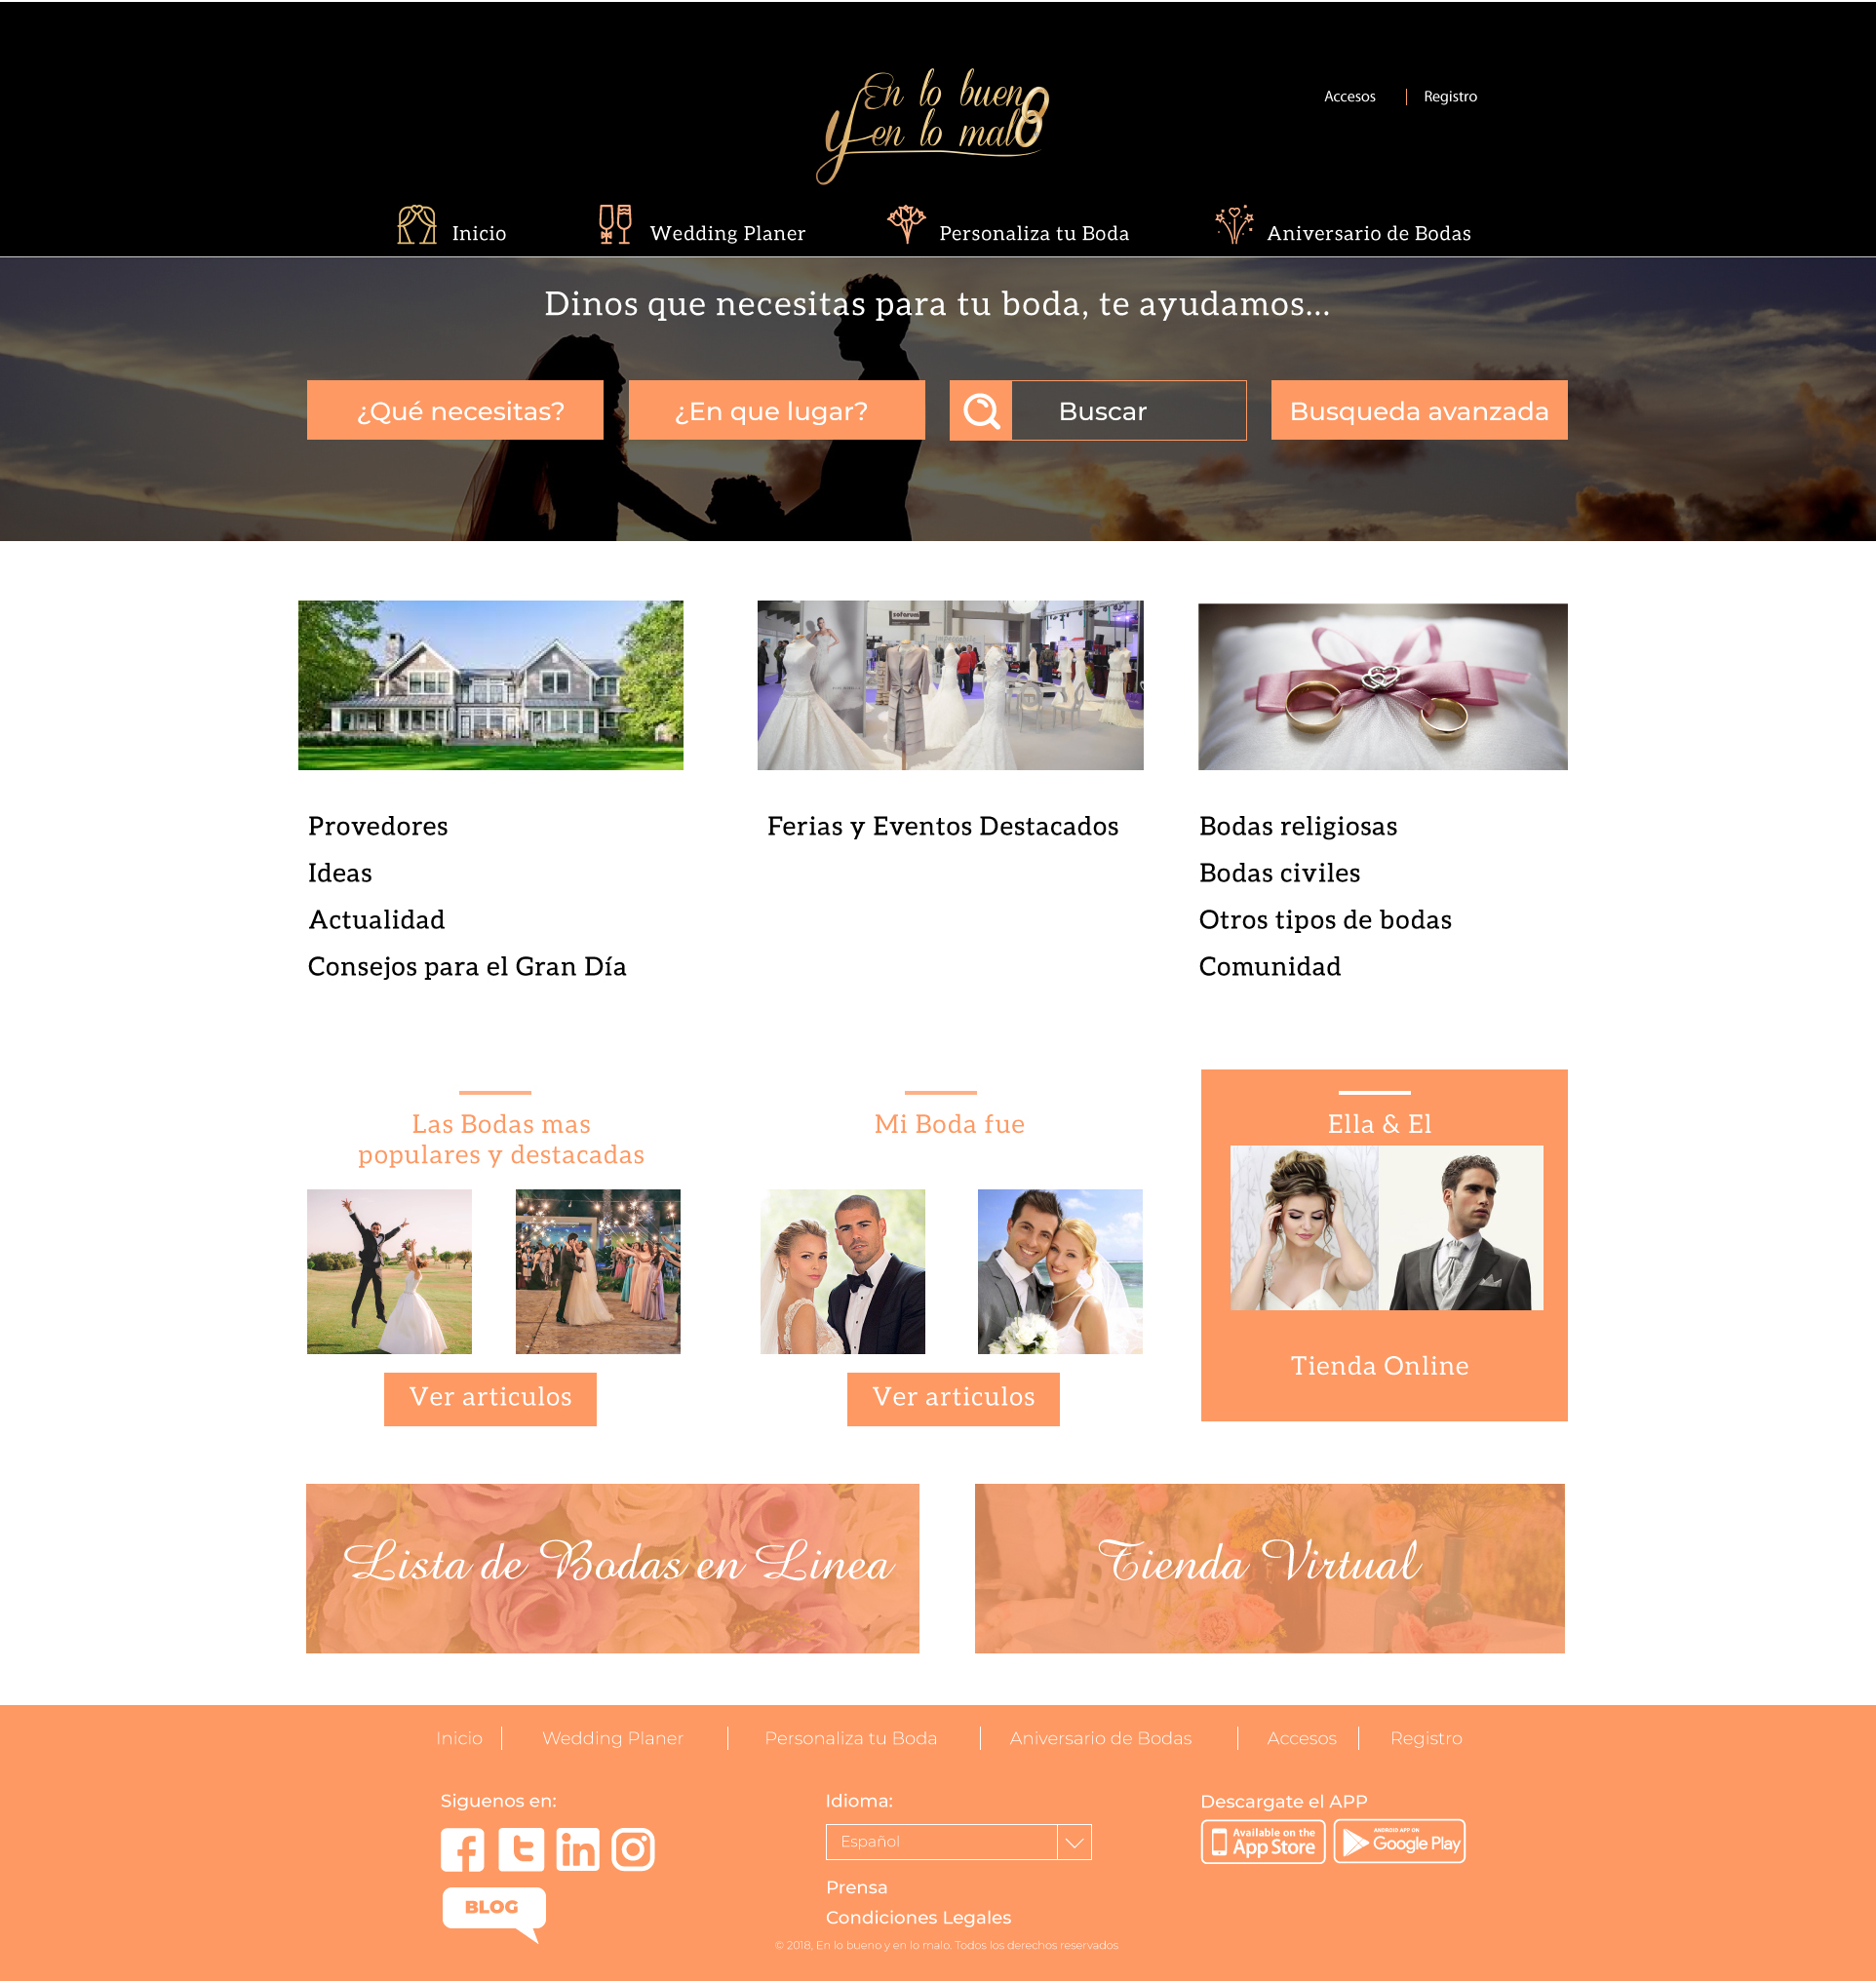 En lo bueno
y en lo malo
Accesos
Registro
Inicio
Wedding Planer
Personaliza tu Boda
Aniversario de Bodas
Dinos que necesitas para tu boda, te ayudamos...
¿Qué necesitas?
¿En que lugar?
Buscar
Busqueda avanzada
Provedores
Ideas
Actualidad
Consejos para el Gran Día
Ferias y Eventos Destacados
Bodas religiosas
Bodas civiles
Otros tipos de bodas
Comunidad
Las Bodas mas
populares y destacadas
Ver articulos
Mi Boda fue
Ver articulos
Ella & El
Tienda Online
Lista de Bodas en Linea
Tienda Virtual
Inicio
Wedding Planer
Personaliza tu Boda
Aniversario de Bodas
Accesos
Registro
Siguenos en:
BLOG
Idioma:
Español
Prensa
Condiciones Legales
Descargate el APP
Available on the
App Store
ANDROID APP ON
Google Play
© 2018, En lo bueno y en lo malo. Todos los derechos reservados